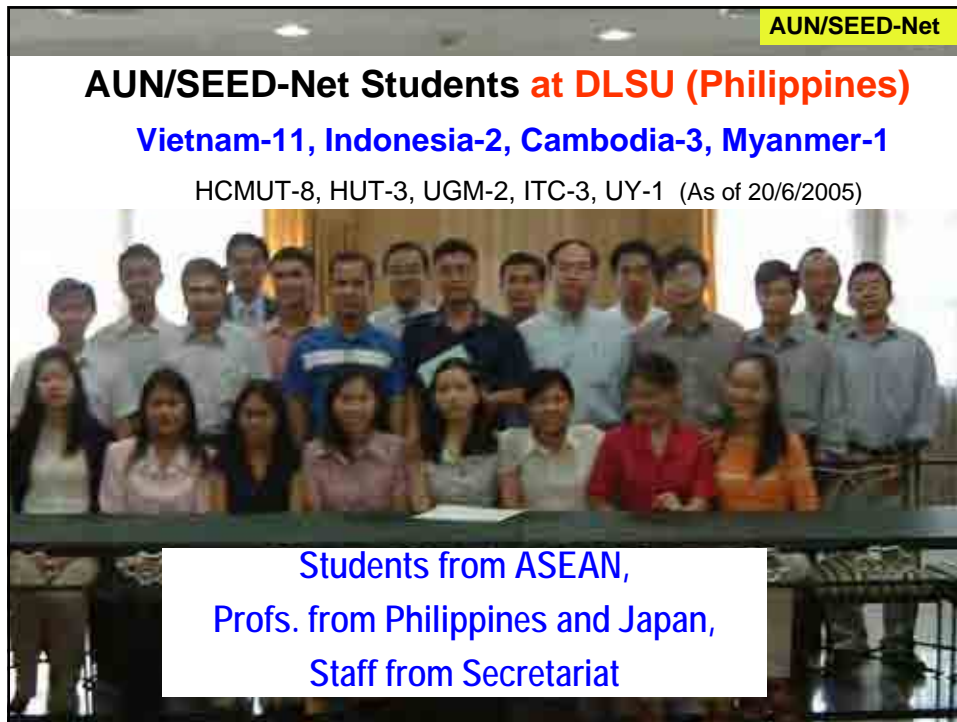 AUN/SEED-Net
AUN/SEED-Net Students at DLSU (Philippines)
Vietnam-11, Indonesia-2, Cambodia-3, Myanmer-1
HCMUT-8, HUT-3, UGM-2, ITC-3, UY-1 (As of 20/6/2005)
Students from ASEAN,
Profs. from Philippines and Japan,
Staff from Secretariat